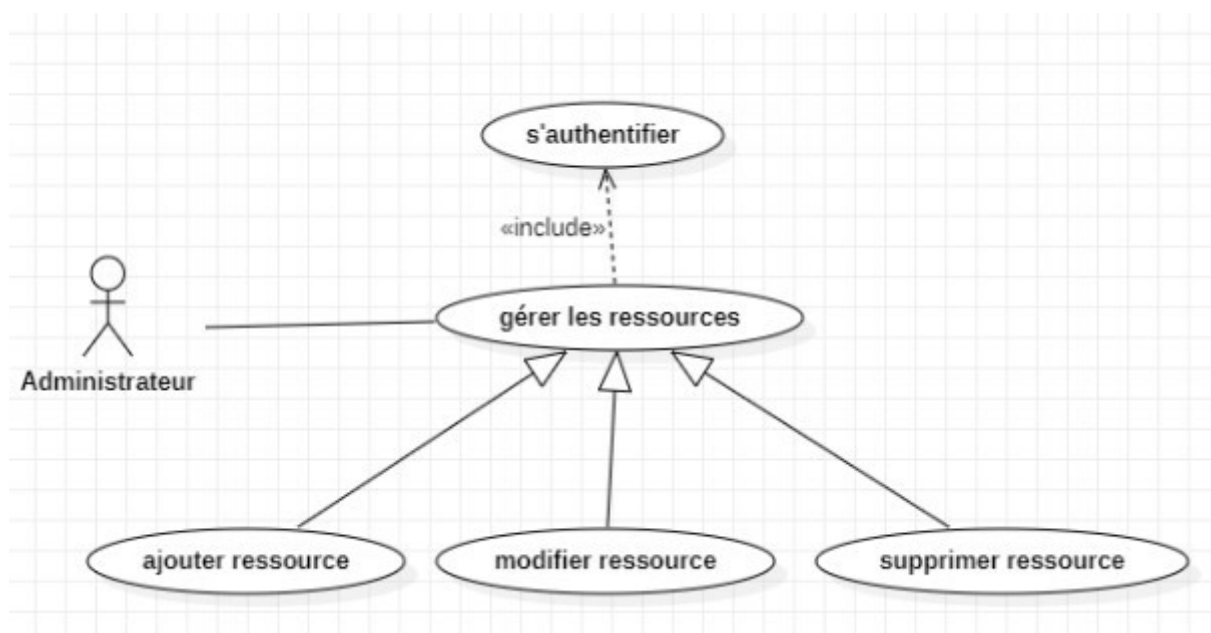 s'authentifier
«include»
gérer les ressources
Administrateur
ajouter ressource
modifier ressource
supprimer ressource